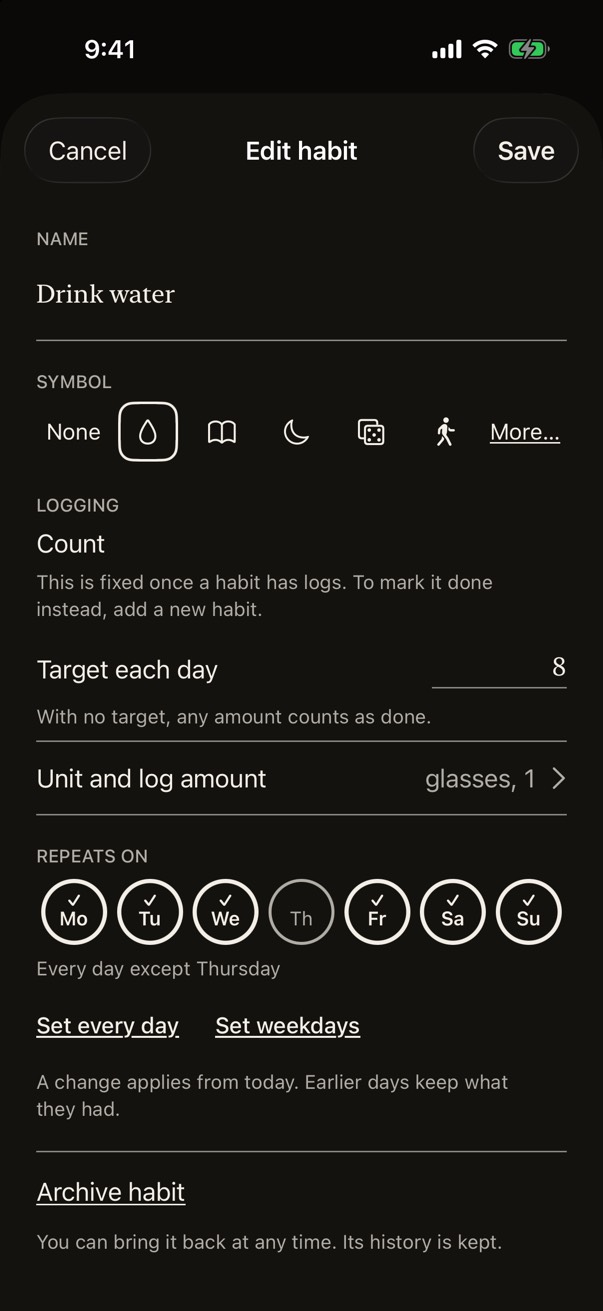 9:41
Cancel
Edit habit
Save
NAME
Drink water
SYMBOL
None
More...
LOGGING
Count
This is fixed once a habit has logs. To mark it done
instead, add a new habit.
Target each day
8
With no target, any amount counts as done.
Unit and log amount
glasses, 1
REPEATS ON
Mo
Tu
We
Th
Fr
Sa
Su
Every day except Thursday
Set every day
Set weekdays
A change applies from today. Earlier days keep what
they had.
Archive habit
You can bring it back at any time. Its history is kept.